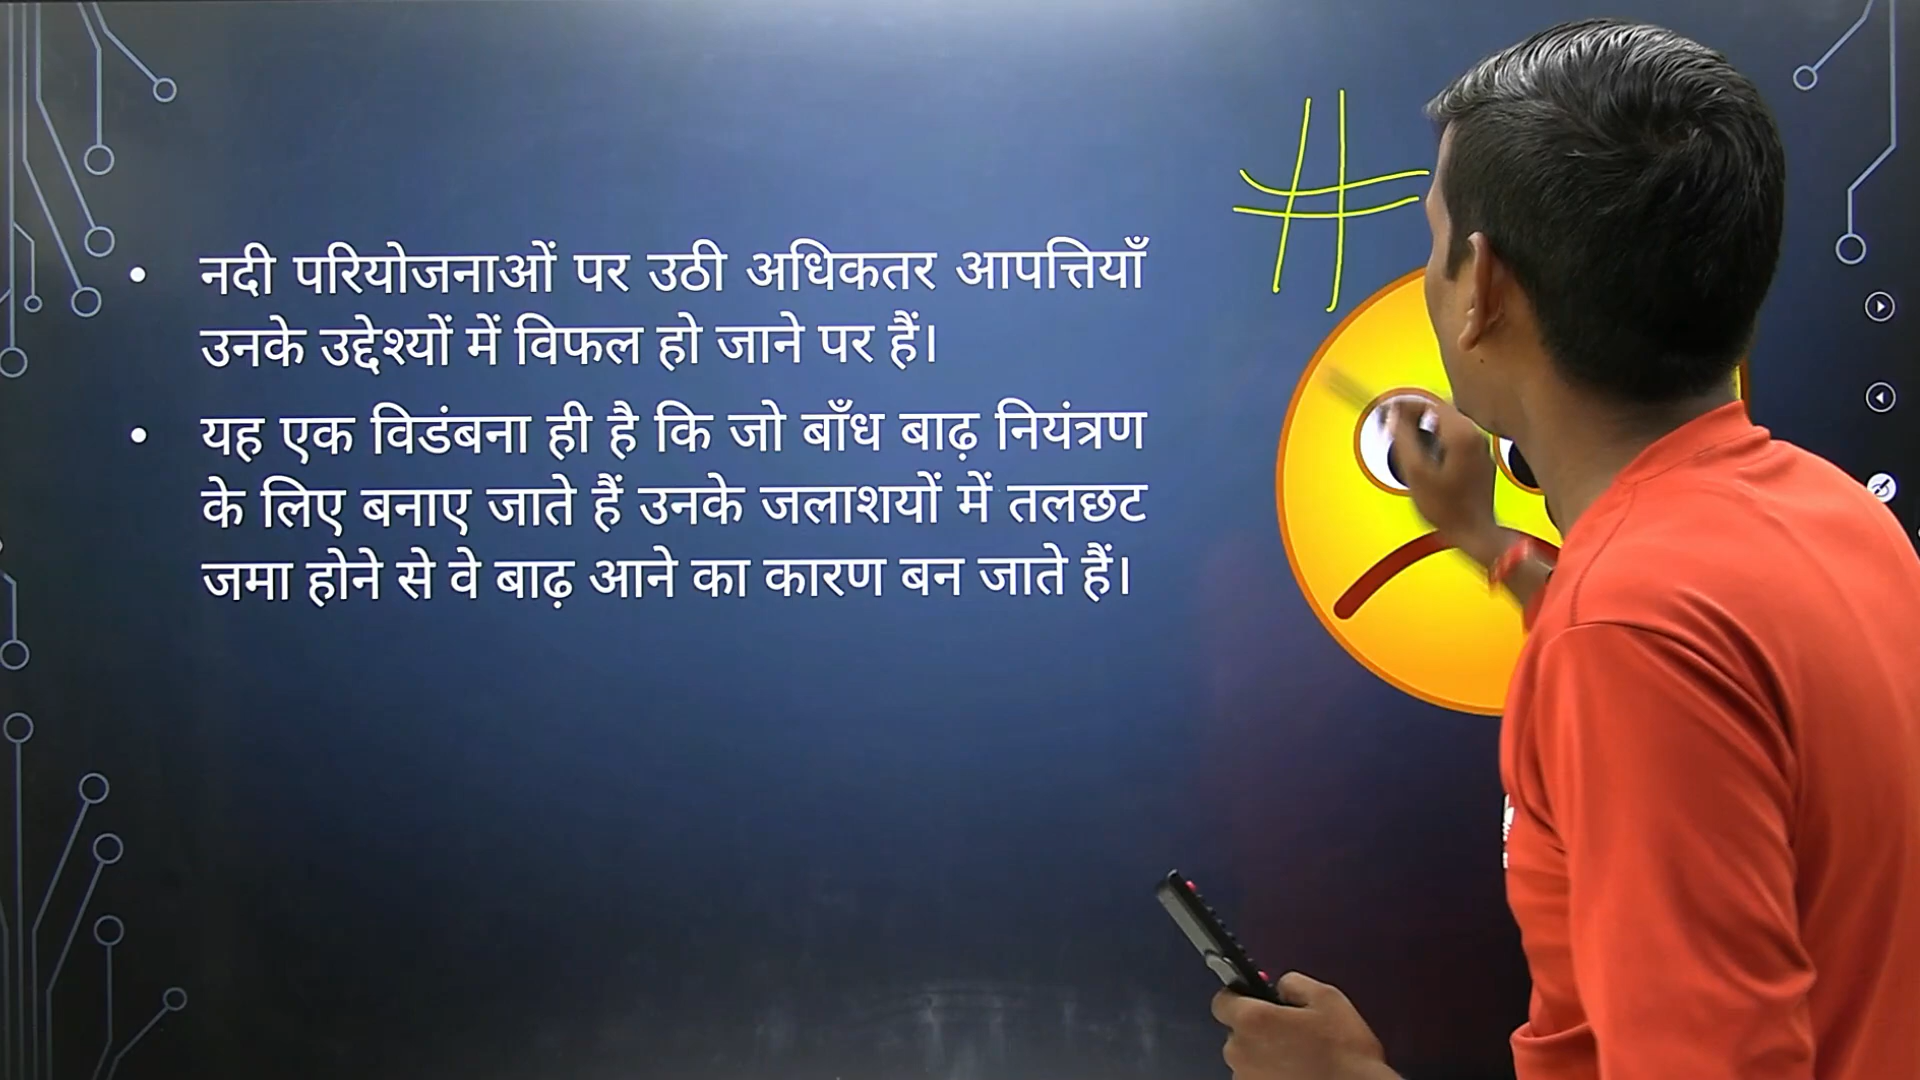 #
• नदी परियोजनाओं पर उठी अधिकतर आपत्तियाँ
उनके उद्देश्यों में विफल हो जाने पर हैं।
• यह एक विडंबना ही है कि जो बाँध बाढ़ नियंत्रण
के लिए बनाए जाते हैं उनके जलाशयों में तलछट
जमा होने से वे बाढ़ आने का कारण बन जाते हैं।